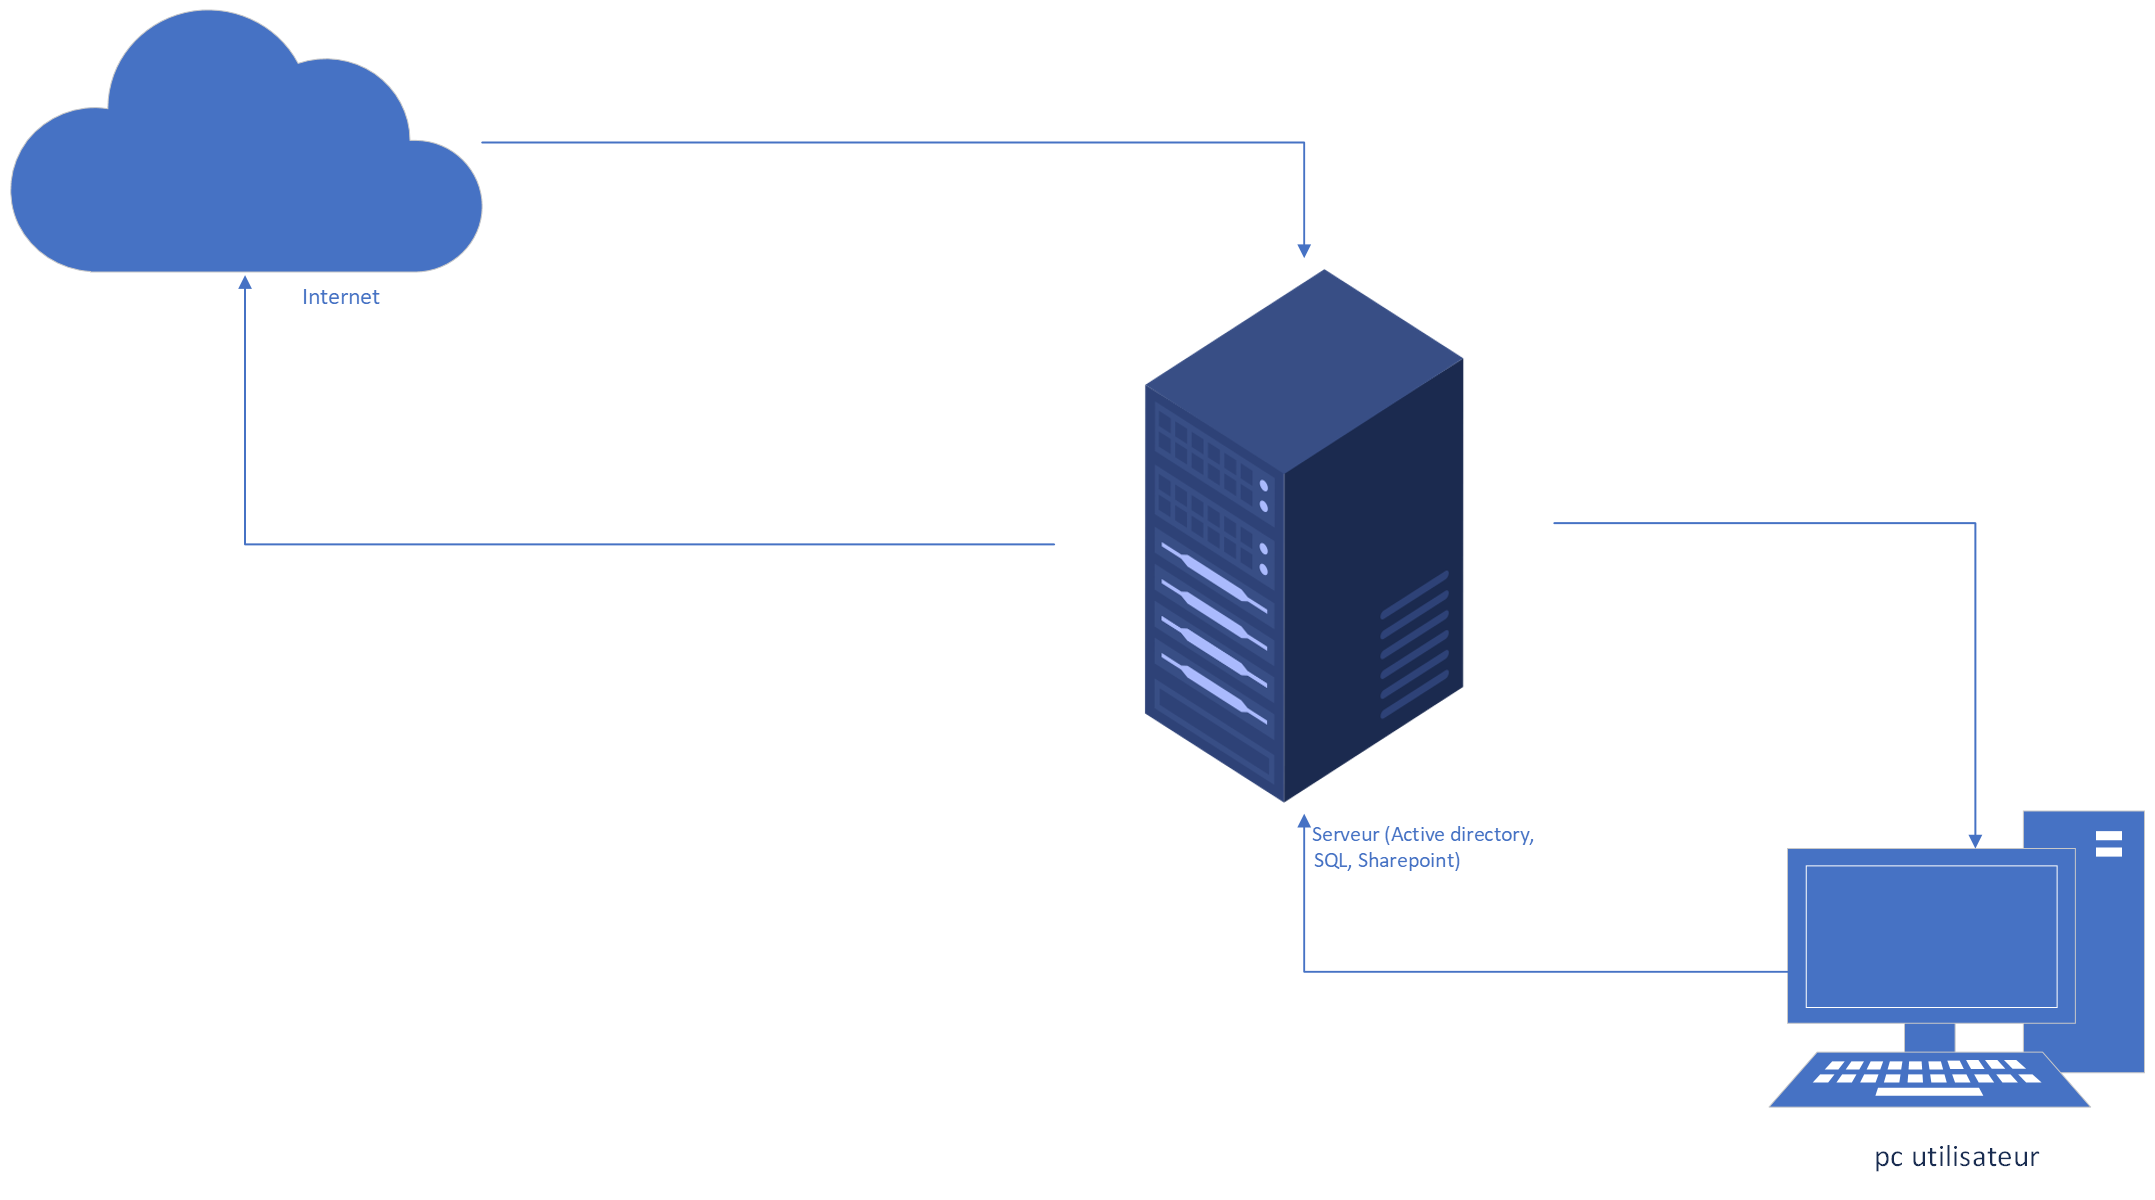 Internet
Serveur (Active directory,
SQL, Sharepoint)
pc utilisateur